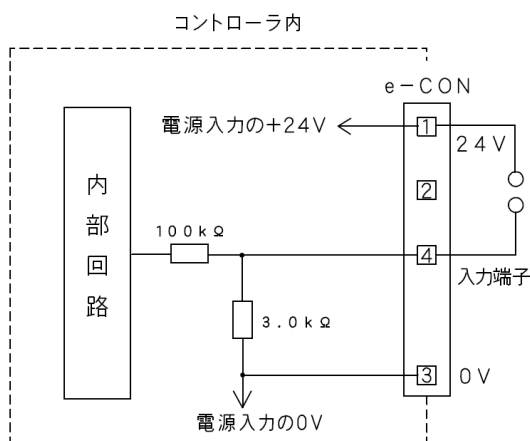 コントローラ内
e－CON
電源入力の＋24V
1
24V
2
内部回路
100kΩ
4
入力端子
3.0kΩ
3
0V
電源入力の0V